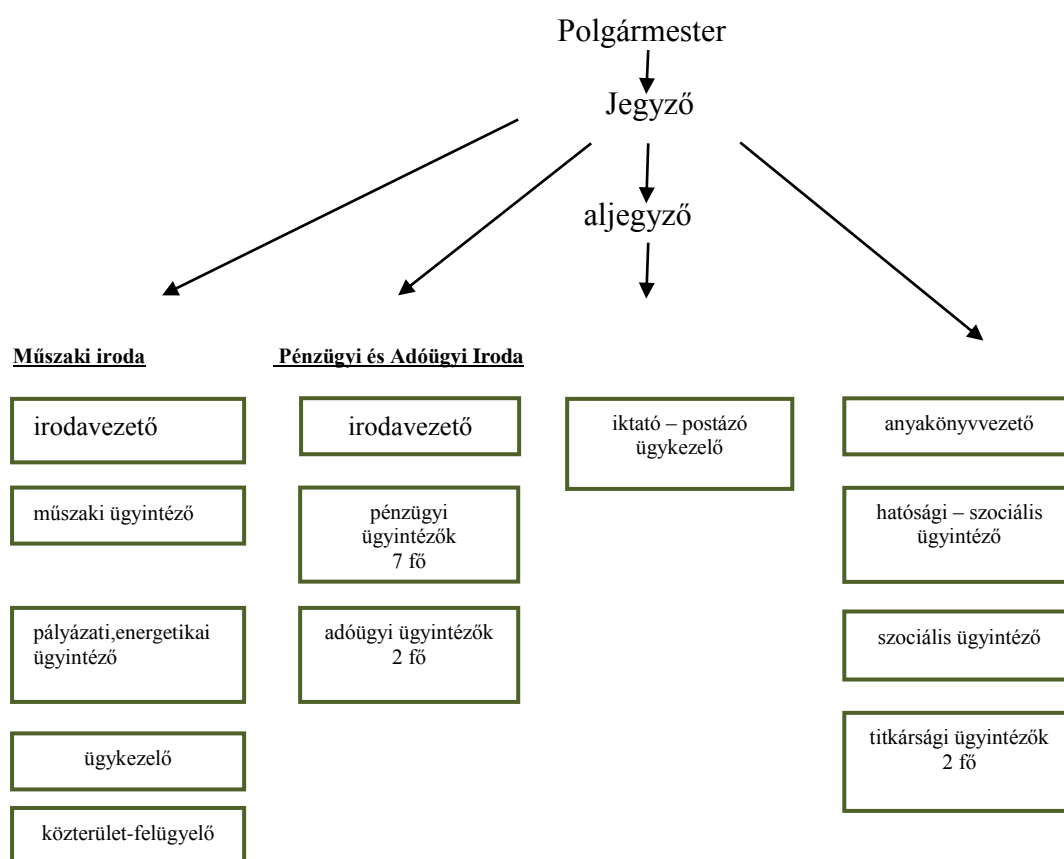 Polgármester
Jegyző
aljegyző
Műszaki iroda
irodavezető
műszaki ügyintéző
pályázati,energetikai
ügyintéző
ügykezelő
közterület-felügyelő
Pénzügyi és Adóügyi Iroda
irodavezető
pénzügyi
ügyintézők
7 fő
adóügyi ügyintézők
2 fő
iktató – postázó
ügykezelő
anyakönyvvezető
hatósági – szociális
ügyintéző
szociális ügyintéző
titkársági ügyintézők
2 fő